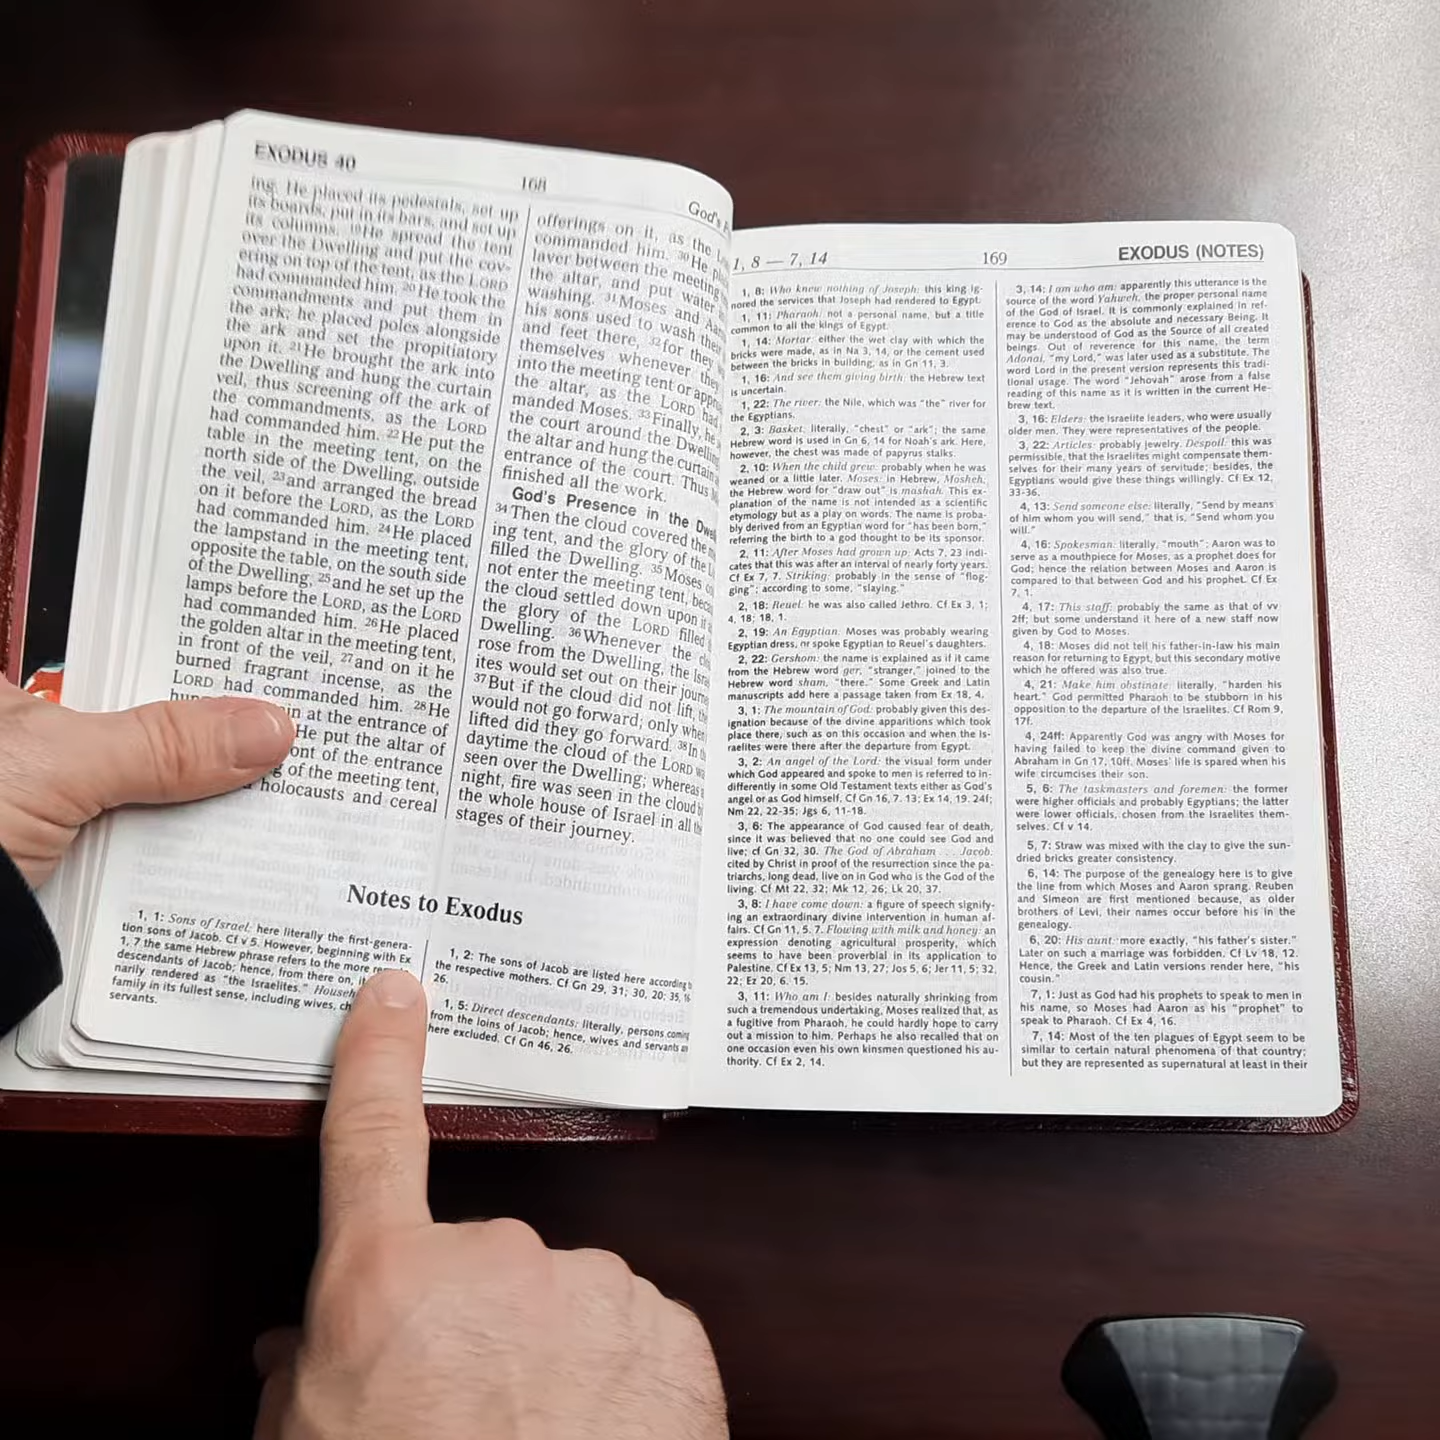 EXODUS 40
168
God's
ing. He placed its pedestals, set up
its boards, put in its bars, and set up
its columns. 19He spread the tent
over the Dwelling and put the cov-
ering on top of the tent, as the LORD
had commanded him. 20He took the
commandments and put them in
the ark; he placed poles alongside
the ark and set the propitiatory
upon it. 21He brought the ark into
the Dwelling and hung the curtain
veil, thus screening off the ark of
the commandments, as the LORD
had commanded him. 22He put the
table in the meeting tent, on the
north side of the Dwelling, outside
the veil, 23and arranged the bread
on it before the LORD, as the LORD
had commanded him. 24He placed
the lampstand in the meeting tent,
opposite the table, on the south side
of the Dwelling, 25and he set up the
lamps before the LORD, as the LORD
had commanded him. 26He placed
the golden altar in the meeting tent,
in front of the veil, 27and on it he
burned fragrant incense, as the
LORD had commanded him. 28He
at the entrance of
He put the altar of
of the entrance
of the meeting tent,
holocausts and cereal
offerings on it, as the
commanded him. 30He
laver between the meeting
the altar, and put water
washing. 31Moses and
his sons used to wash their
and feet there, 32for they
themselves whenever they
into the meeting tent or
the altar, as the LORD had
manded Moses. 33Finally, he
the court around the
the altar and hung the
entrance of the court. Thus
finished all the work.
God's Presence in the
34Then the cloud covered the
ing tent, and the glory of the
filled the Dwelling. 35Moses
not enter the meeting tent,
the cloud settled down upon
the glory of the LORD filled
Dwelling. 36Whenever the
rose from the Dwelling, the
ites would set out on their
37But if the cloud did not lift,
would not go forward; only when
lifted did they go forward. 38In
daytime the cloud of the LORD
seen over the Dwelling; whereas
night, fire was seen in the cloud
the whole house of Israel in all
stages of their journey.
Notes to Exodus
1, 1: Sons of Israel: here literally the first-genera-
tion sons of Jacob. Cf v 5. However, beginning with Ex
1, 7 the same Hebrew phrase refers to the more
descendants of Jacob; hence, from there on,
narily rendered as "the Israelites."
family in its fullest sense, including wives,
servants.
1, 2: The sons of Jacob are listed here according
the respective mothers. Cf Gn 29, 31; 30, 20; 35,
26.
1, 5: Direct descendants: literally, persons coming
from the loins of Jacob; hence, wives and servants
here excluded. Cf Gn 46, 26.
1, 8 — 7, 14
169
EXODUS (NOTES)
1, 8: Who knew nothing of Joseph: this king ig-
nored the services that Joseph had rendered to Egypt.
1, 11: Pharaoh: not a personal name, but a title
common to all the kings of Egypt.
1, 14: Mortar: either the wet clay with which the
bricks were made, as in Na 3, 14, or the cement used
between the bricks in building, as in Gn 11, 3.
1, 16: And see them giving birth: the Hebrew text
is uncertain.
1, 22: The river: the Nile, which was "the" river for
the Egyptians.
2, 3: Basket: literally, "chest" or "ark"; the same
Hebrew word is used in Gn 6, 14 for Noah's ark. Here,
however, the chest was made of papyrus stalks.
2, 10: When the child grew: probably when he was
weaned or a little later. Moses: in Hebrew, Mosheh,
the Hebrew word for "draw out" is mashah. This ex-
planation of the name is not intended as a scientific
etymology but as a play on words. The name is proba-
bly derived from an Egyptian word for "has been born,"
referring the birth to a god thought to be its sponsor.
2, 11: After Moses had grown up: Acts 7, 23 indi-
cates that this was after an interval of nearly forty years.
Cf Ex 7, 7. Striking: probably in the sense of "flog-
ging"; according to some, "slaying."
2, 18: Reuel: he was also called Jethro. Cf Ex 3, 1;
4, 18; 18, 1.
2, 19: An Egyptian: Moses was probably wearing
Egyptian dress, or spoke Egyptian to Reuel's daughters.
2, 22: Gershom: the name is explained as if it came
from the Hebrew word ger, "stranger," joined to the
Hebrew word sham, "there." Some Greek and Latin
manuscripts add here a passage taken from Ex 18, 4.
3, 1: The mountain of God: probably given this des-
ignation because of the divine apparitions which took
place there, such as on this occasion and when the Is-
raelites were there after the departure from Egypt.
3, 2: An angel of the Lord: the visual form under
which God appeared and spoke to men is referred to in-
differently in some Old Testament texts either as God's
angel or as God himself. Cf Gn 16, 7. 13; Ex 14, 19. 24f;
Nm 22, 22-35; Jgs 6, 11-18.
3, 6: The appearance of God caused fear of death,
since it was believed that no one could see God and
live; cf Gn 32, 30. The God of Abraham . . . Jacob:
cited by Christ in proof of the resurrection since the pa-
triarchs, long dead, live on in God who is the God of the
living. Cf Mt 22, 32; Mk 12, 26; Lk 20, 37.
3, 8: I have come down: a figure of speech signify-
ing an extraordinary divine intervention in human af-
fairs. Cf Gn 11, 5. 7. Flowing with milk and honey: an
expression denoting agricultural prosperity, which
seems to have been proverbial in its application to
Palestine. Cf Ex 13, 5; Nm 13, 27; Jos 5, 6; Jer 11, 5; 32,
22; Ez 20, 6. 15.
3, 11: Who am I: besides naturally shrinking from
such a tremendous undertaking, Moses realized that, as
a fugitive from Pharaoh, he could hardly hope to carry
out a mission to him. Perhaps he also recalled that on
one occasion even his own kinsmen questioned his au-
thority. Cf Ex 2, 14.
3, 14: I am who am: apparently this utterance is the
source of the word Yahweh, the proper personal name
of the God of Israel. It is commonly explained in ref-
erence to God as the absolute and necessary Being. It
may be understood of God as the Source of all created
beings. Out of reverence for this name, the term
Adonai, "my Lord," was later used as a substitute. The
word Lord in the present version represents this tradi-
tional usage. The word "Jehovah" arose from a false
reading of this name as it is written in the current He-
brew text.
3, 16: Elders: the Israelite leaders, who were usually
older men. They were representatives of the people.
3, 22: Articles: probably jewelry. Despoil: this was
permissible, that the Israelites might compensate them-
selves for their many years of servitude; besides, the
Egyptians would give these things willingly. Cf Ex 12,
33-36.
4, 13: Send someone else: literally, "Send by means
of him whom you will send," that is, "Send whom you
will."
4, 16: Spokesman: literally, "mouth"; Aaron was to
serve as a mouthpiece for Moses, as a prophet does for
God; hence the relation between Moses and Aaron is
compared to that between God and his prophet. Cf Ex
7, 1.
4, 17: This staff: probably the same as that of vv
2ff; but some understand it here of a new staff now
given by God to Moses.
4, 18: Moses did not tell his father-in-law his main
reason for returning to Egypt, but this secondary motive
which he offered was also true.
4, 21: Make him obstinate: literally, "harden his
heart." God permitted Pharaoh to be stubborn in his
opposition to the departure of the Israelites. Cf Rom 9,
17f.
4, 24ff: Apparently God was angry with Moses for
having failed to keep the divine command given to
Abraham in Gn 17, 10ff. Moses' life is spared when his
wife circumcises their son.
5, 6: The taskmasters and foremen: the former
were higher officials and probably Egyptians; the latter
were lower officials, chosen from the Israelites them-
selves. Cf v 14.
5, 7: Straw was mixed with the clay to give the sun-
dried bricks greater consistency.
6, 14: The purpose of the genealogy here is to give
the line from which Moses and Aaron sprang. Reuben
and Simeon are first mentioned because, as older
brothers of Levi, their names occur before his in the
genealogy.
6, 20: His aunt: more exactly, "his father's sister."
Later on such a marriage was forbidden. Cf Lv 18, 12.
Hence, the Greek and Latin versions render here, "his
cousin."
7, 1: Just as God had his prophets to speak to men in
his name, so Moses had Aaron as his "prophet" to
speak to Pharaoh. Cf Ex 4, 16.
7, 14: Most of the ten plagues of Egypt seem to be
similar to certain natural phenomena of that country;
but they are represented as supernatural at least in their